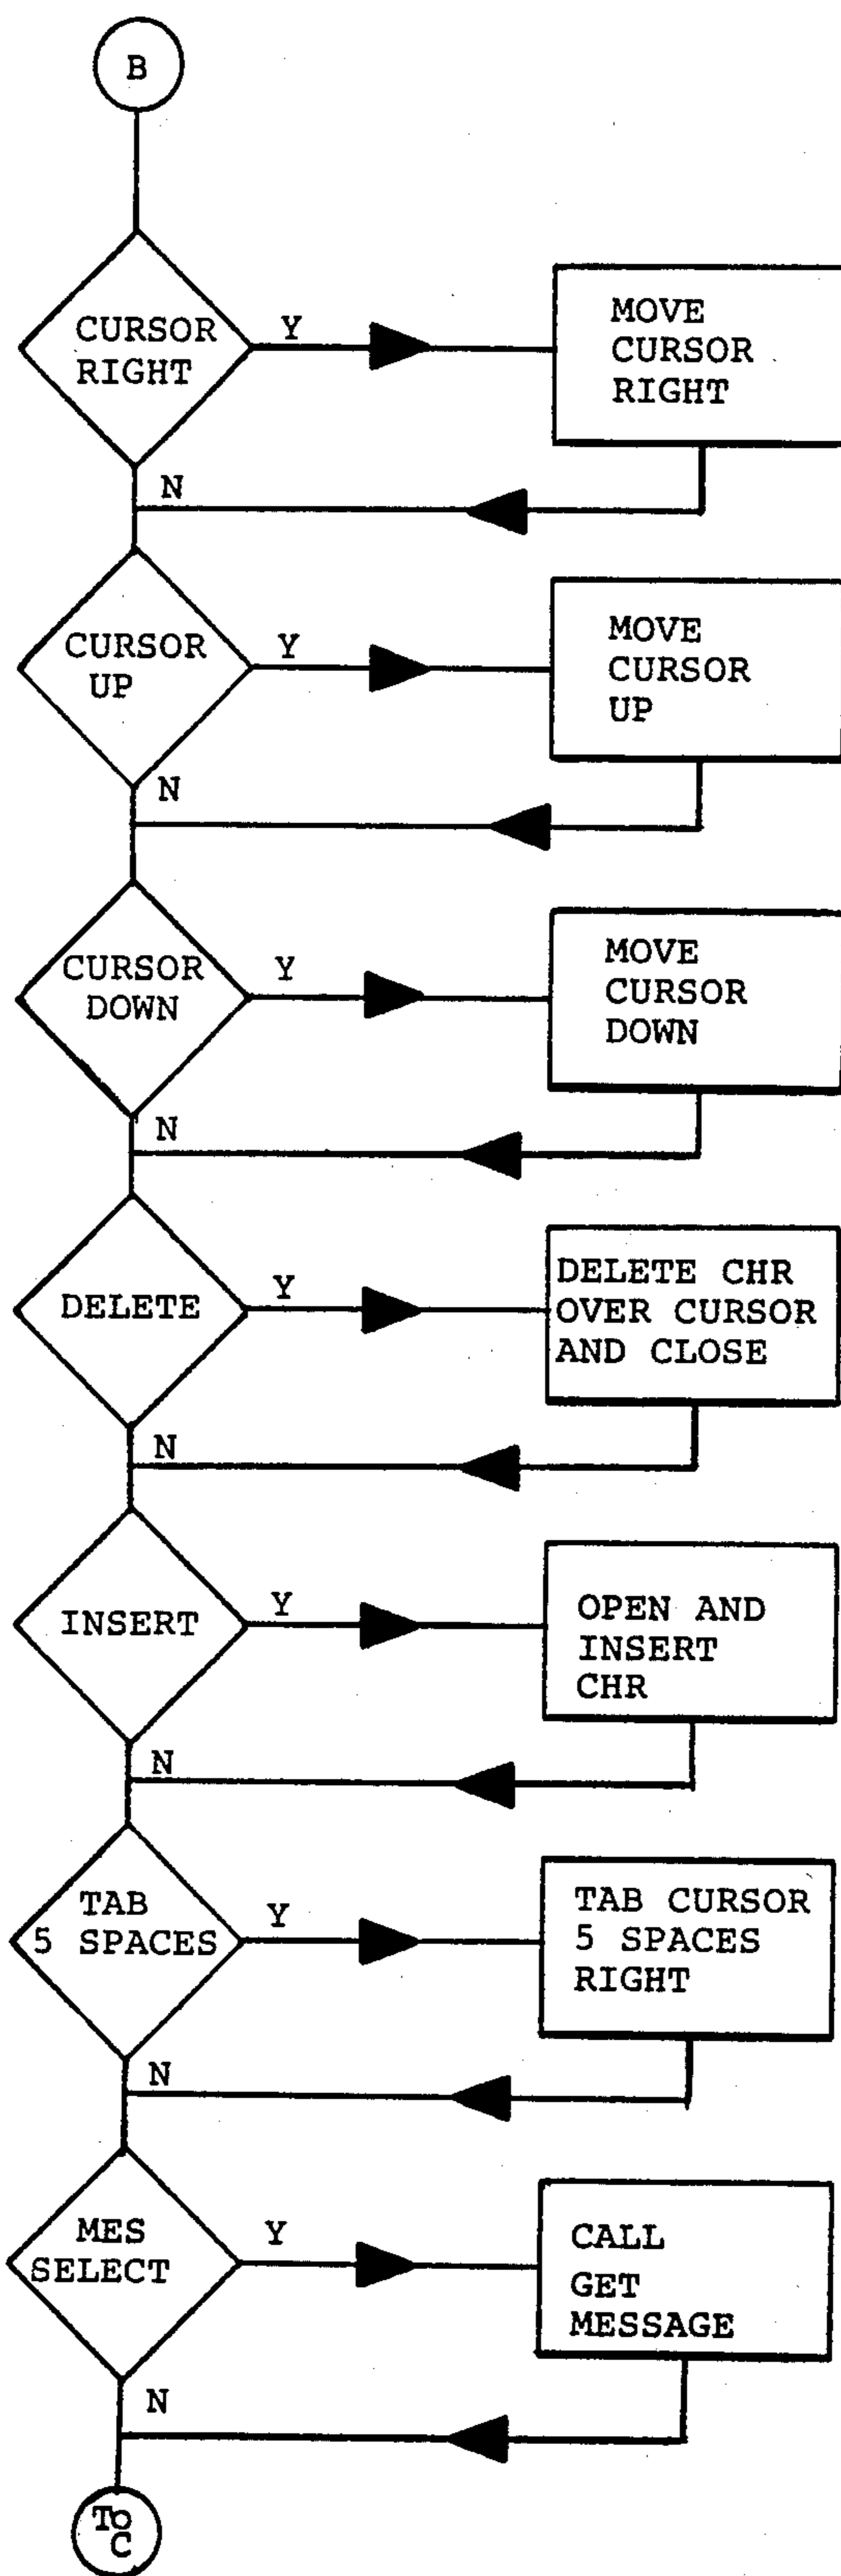 B
CURSOR
RIGHT
Y
MOVE
CURSOR
RIGHT
N
CURSOR
UP
Y
MOVE
CURSOR
UP
N
CURSOR
DOWN
Y
MOVE
CURSOR
DOWN
N
DELETE
Y
DELETE CHR
OVER CURSOR
AND CLOSE
N
INSERT
Y
OPEN AND
INSERT
CHR
N
TAB
5 SPACES
Y
TAB CURSOR
5 SPACES
RIGHT
N
MES
SELECT
Y
CALL
GET
MESSAGE
N
TO
C